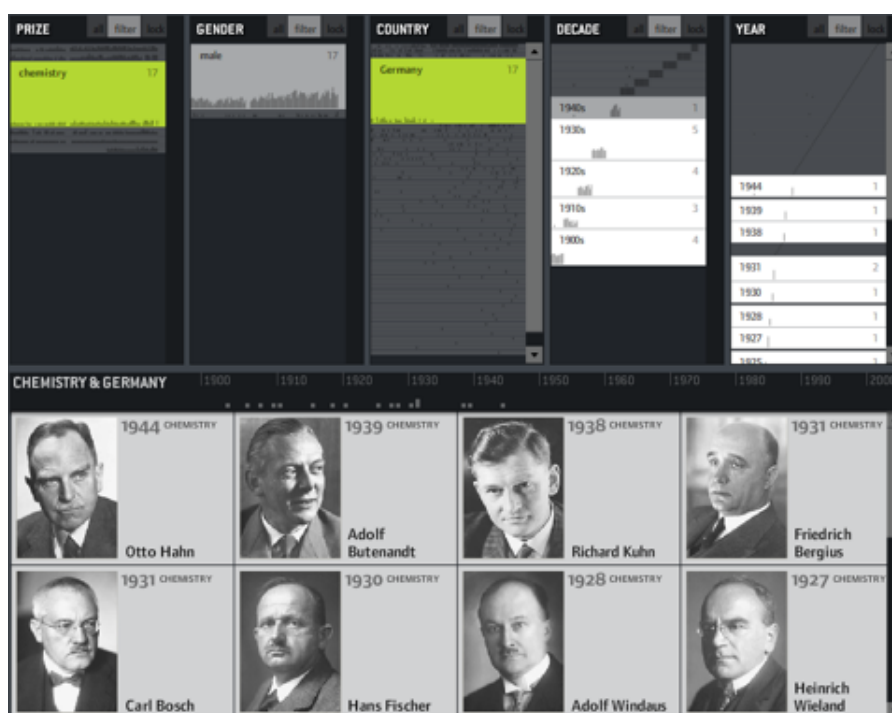 PRIZE all filter lock
GENDER all filter lock
COUNTRY all filter lock
DECADE all filter lock
YEAR all filter lock
chemistry 17
male 17
Germany 17
1940s 1
1930s 5
1920s 4
1910s 3
1900s 4
1944 1
1939 1
1938 1
1931 2
1930 1
1928 1
1927 1
1925
CHEMISTRY & GERMANY
1900 1910 1920 1930 1940 1950 1960 1970 1980 1990 200
1944 CHEMISTRY
Otto Hahn
1939 CHEMISTRY
Adolf
Butenandt
1938 CHEMISTRY
Richard Kuhn
1931 CHEMISTRY
Friedrich
Bergius
1931 CHEMISTRY
Carl Bosch
1930 CHEMISTRY
Hans Fischer
1928 CHEMISTRY
Adolf Windaus
1927 CHEMISTRY
Heinrich
Wieland